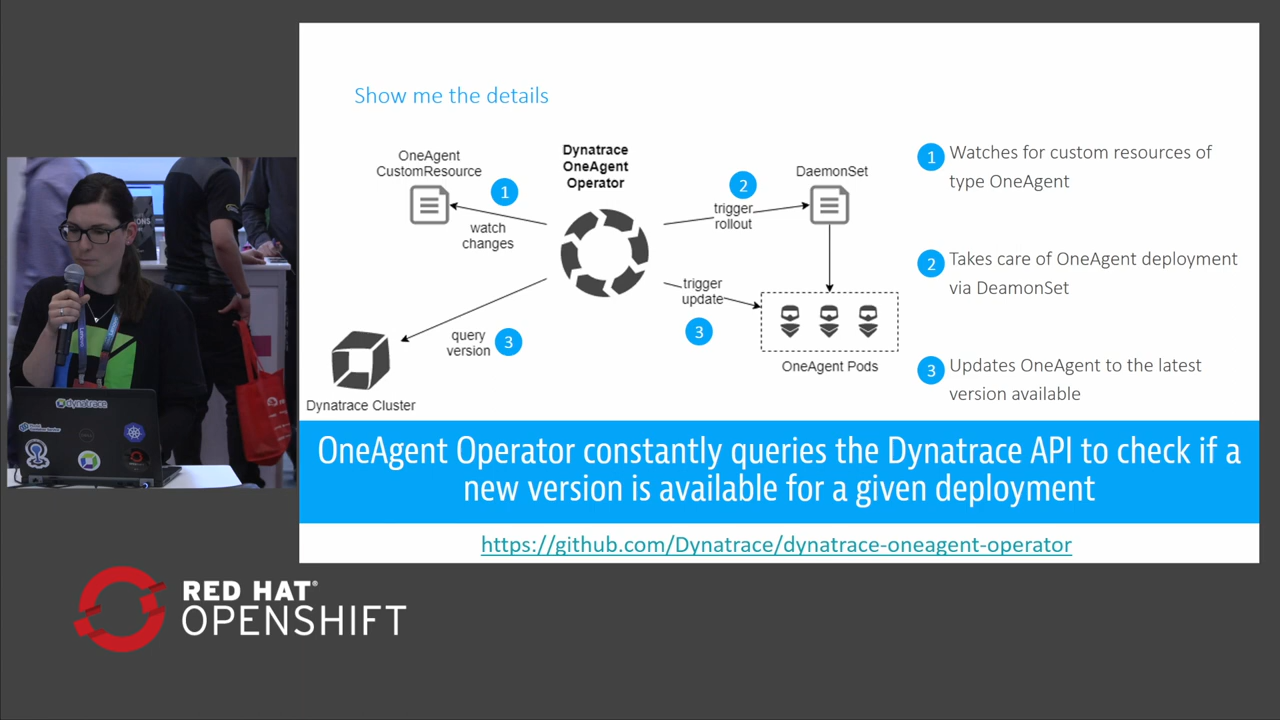 Show me the details
OneAgent
CustomResource
1
watch
changes
Dynatrace
OneAgent
Operator
2
trigger
rollout
DaemonSet
trigger
update
3
query
version
3
Dynatrace Cluster
OneAgent Pods
1 Watches for custom resources of
type OneAgent
2 Takes care of OneAgent deployment
via DeamonSet
3 Updates OneAgent to the latest
version available
OneAgent Operator constantly queries the Dynatrace API to check if a
new version is available for a given deployment
https://github.com/Dynatrace/dynatrace-oneagent-operator
dynatrace
RED HAT®
OPENSHIFT